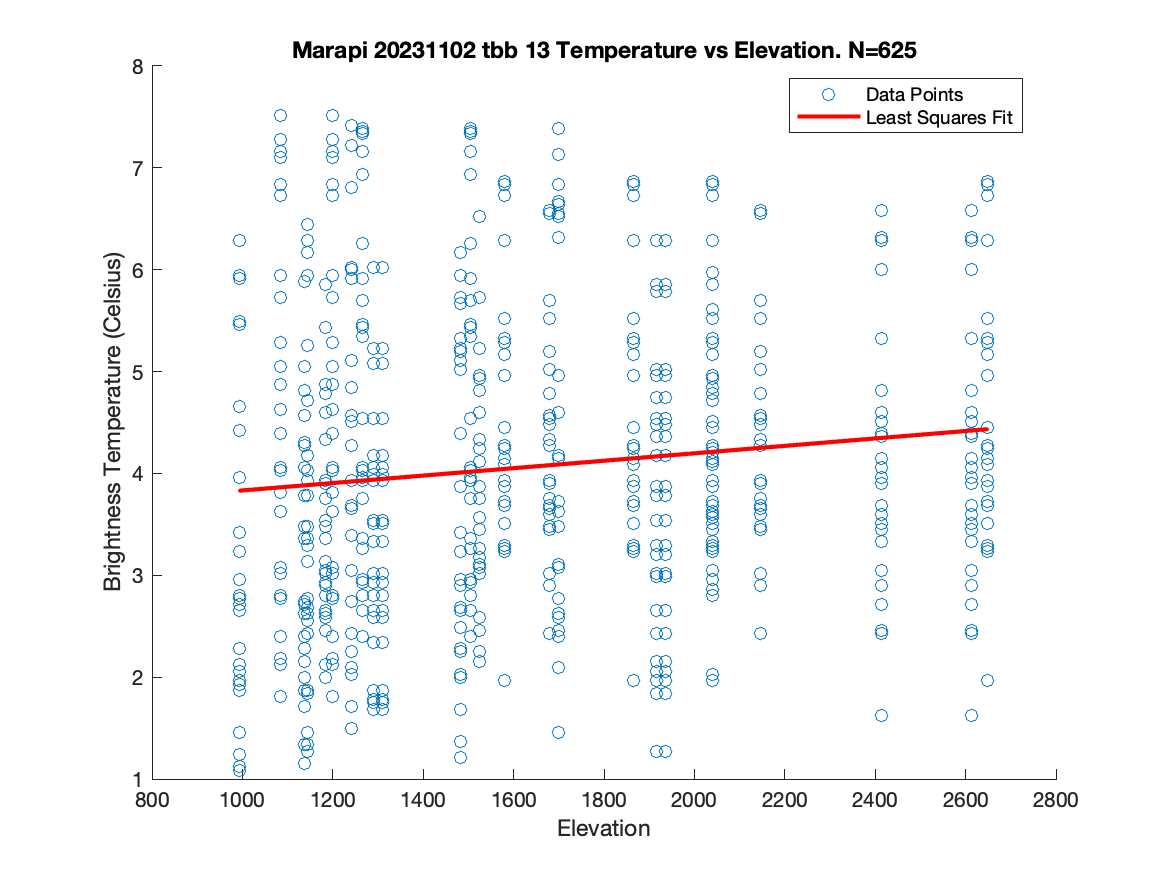 Marapi 20231102 tbb 13 Temperature vs Elevation. N=625
Data Points
Least Squares Fit
Brightness Temperature (Celsius)
8
7
6
5
4
3
2
1
800 1000 1200 1400 1600 1800 2000 2200 2400 2600 2800
Elevation